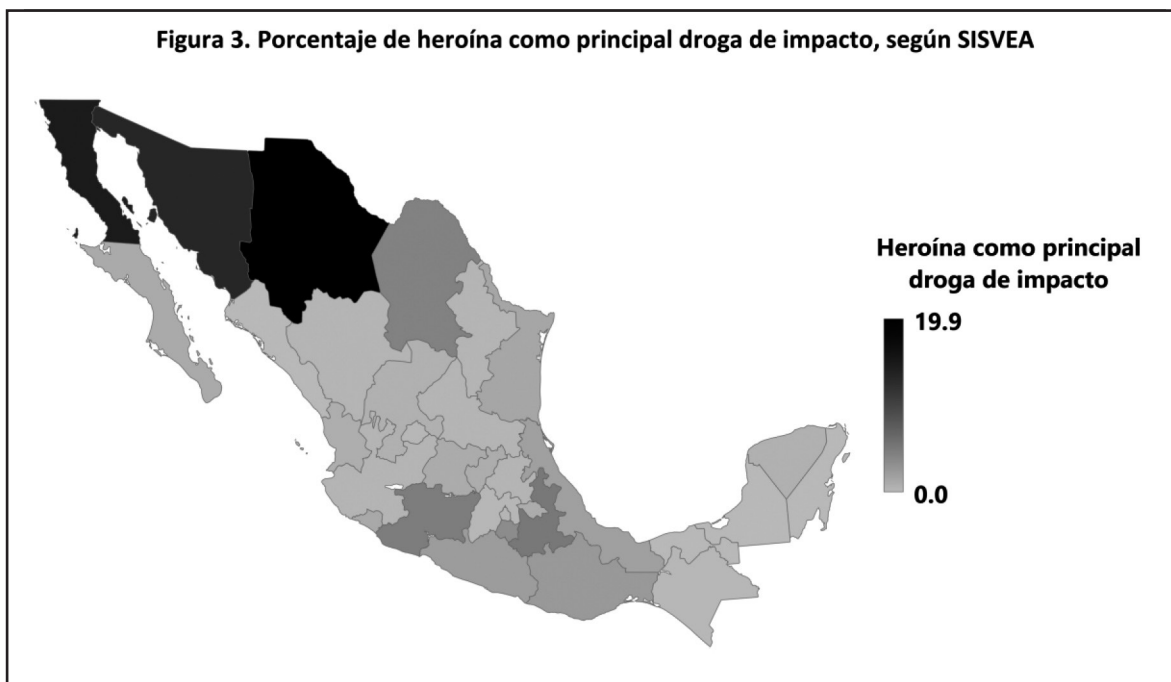 Figura 3. Porcentaje de heroína como principal droga de impacto, según SISVEA
Heroína como principal
droga de impacto
19.9
0.0